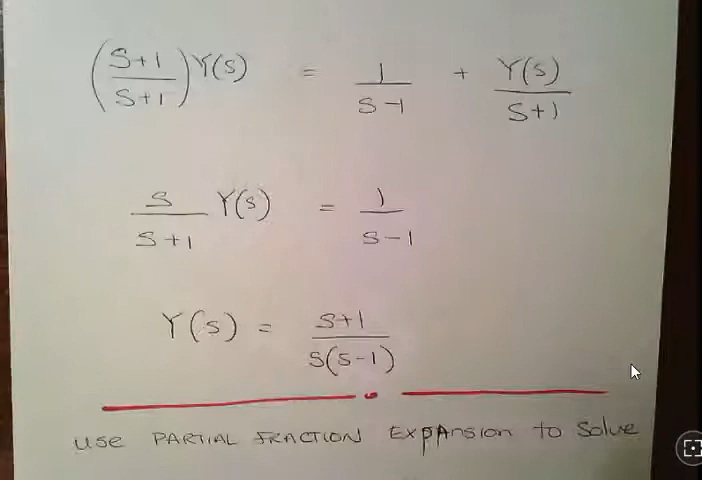 (S+1/S+1) Y(s) = 1/S-1 + Y(s)/S+1
S/S+1 Y(s) = 1/S-1
Y(s) = S+1/S(S-1)
use PARTIAL FRACTION Expansion to Solve